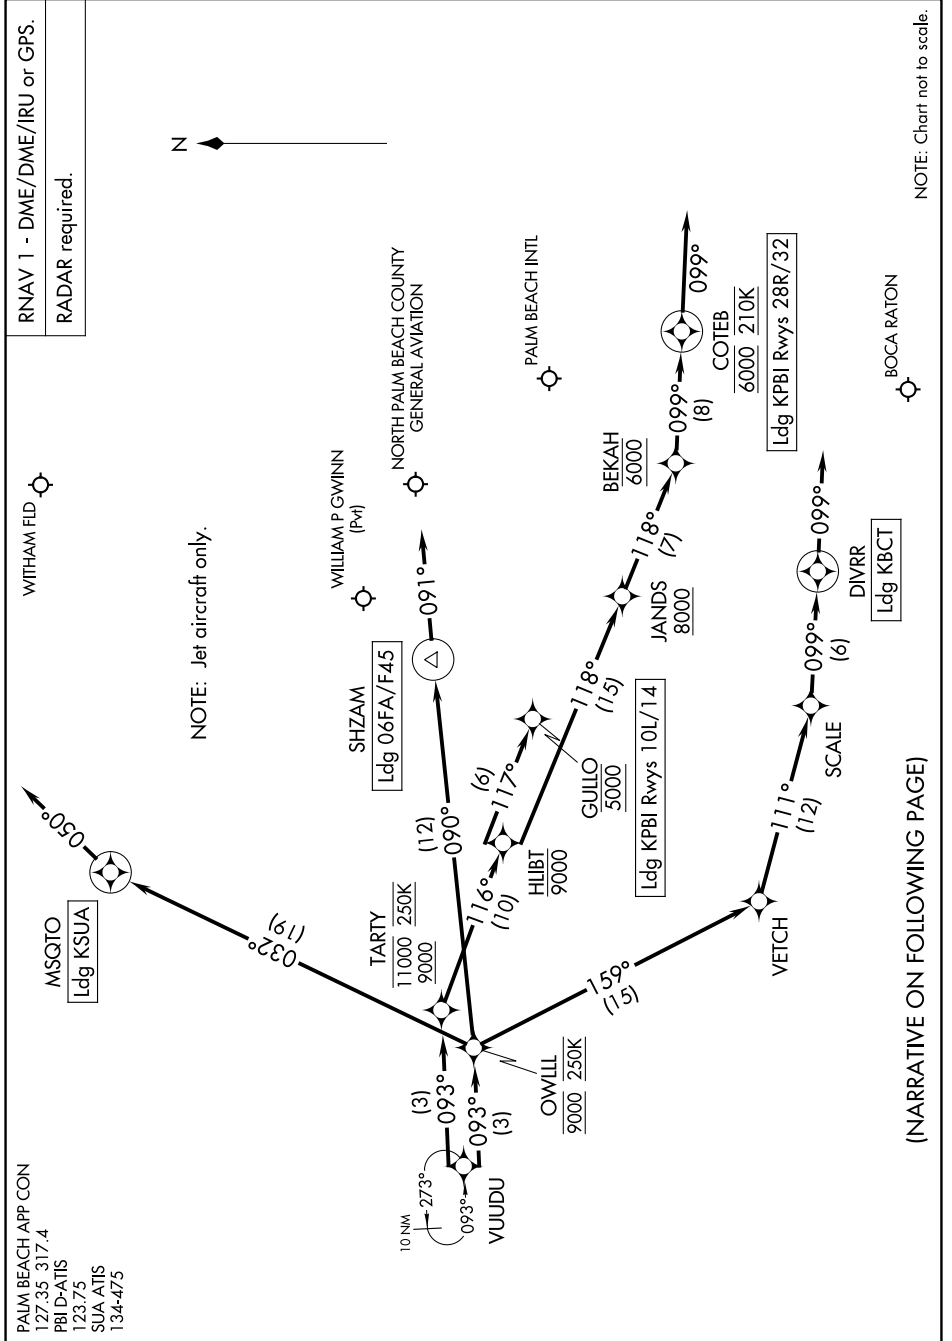 PALM BEACH APP CON
127.35 317.4
PBI D-ATIS
123.75
SUA ATIS
134-475
RNAV 1 - DME/DME/IRU or GPS.
RADAR required.
N
WITHAM FLD
NOTE: Jet aircraft only.
WILLIAM P GWINN
(Pvt)
NORTH PALM BEACH COUNTY
GENERAL AVIATION
PALM BEACH INTL
BOCA RATON
MSQTO
Ldg KSUA
050°
032°
(19)
SHZAM
Ldg 06FA/F45
091°
(12)
090°
TARTY
11000 250K
9000
116°
(10)
HLIBT
9000
(6)
117°
GULLO
5000
Ldg KPBI Rwys 10L/14
118°
(15)
JANDS
8000
118°
(7)
BEKAH
6000
099°
(8)
COTEB
6000 210K
Ldg KPBI Rwys 28R/32
099°
10 NM
273°
093°
VUUDU
(3)
093°
093°
(3)
OWLLL
9000 250K
159°
(15)
VETCH
111°
(12)
SCALE
099°
(6)
DIVRR
Ldg KBCT
099°
(NARRATIVE ON FOLLOWING PAGE)
NOTE: Chart not to scale.